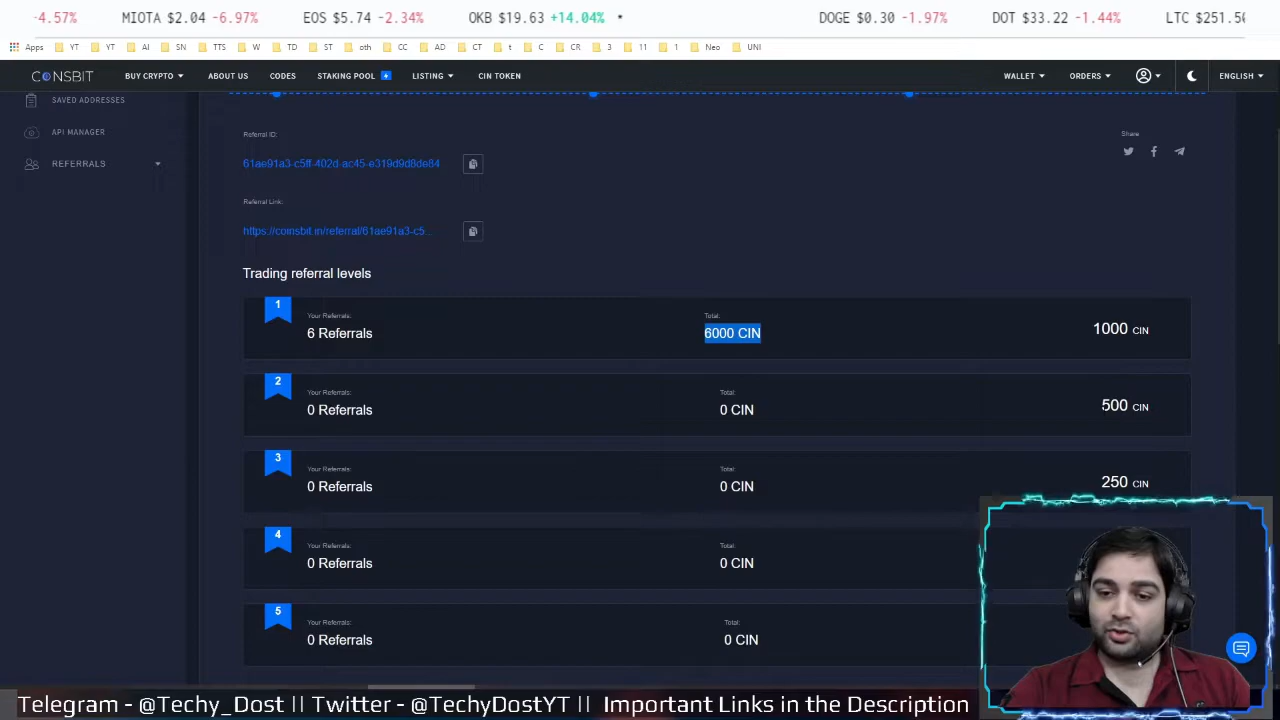 -4.57% MIOTA $2.04 -6.97% EOS $5.74 -2.34% OKB $19.63 +14.04% DOGE $0.30 -1.97% DOT $33.22 -1.44% LTC $251.50
Apps YT YT AI SN TTS W TD ST oth CC AD CT t C CR 3 11 1 Neo UNI
COINSBIT BUY CRYPTO ABOUT US CODES STAKING POOL LISTING CIN TOKEN WALLET ORDERS ENGLISH
SAVED ADDRESSES
API MANAGER
REFERRALS
Referral ID:
Share
61ae91a3-c5ff-402d-ac45-e319d9d8de84
Referral Link:
https://coinsbit.in/referral/61ae91a3-c5...
Trading referral levels
1
Your Referrals: Total:
6 Referrals 6000 CIN 1000 CIN
2
Your Referrals: Total:
0 Referrals 0 CIN 500 CIN
3
Your Referrals: Total:
0 Referrals 0 CIN 250 CIN
4
Your Referrals: Total:
0 Referrals 0 CIN
5
Your Referrals: Total:
0 Referrals 0 CIN
Telegram - @Techy_Dost || Twitter - @TechyDostYT || Important Links in the Description